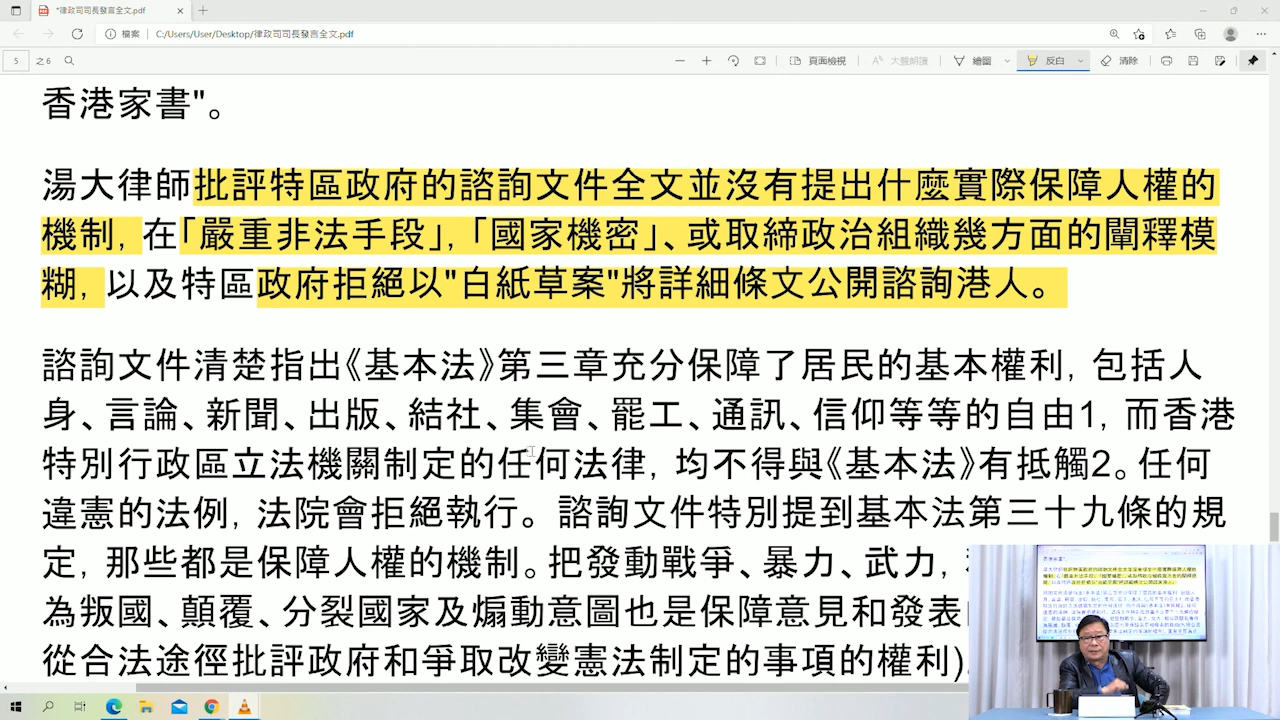 *律政司司長發言全文.pdf
檔案 C:/Users/User/Desktop/律政司司長發言全文.pdf
5 之6 頁面檢視 大聲朗讀 繪圖 反白 清除
香港家書"。
湯大律師批評特區政府的諮詢文件全文並沒有提出什麼實際保障人權的
機制，在「嚴重非法手段」，「國家機密」、或取締政治組織幾方面的闡釋模
糊，以及特區政府拒絕以"白紙草案"將詳細條文公開諮詢港人。
諮詢文件清楚指出《基本法》第三章充分保障了居民的基本權利，包括人
身、言論、新聞、出版、結社、集會、罷工、通訊、信仰等等的自由1，而香港
特別行政區立法機關制定的任何法律，均不得與《基本法》有抵觸2。任何
違憲的法例，法院會拒絕執行。諮詢文件特別提到基本法第三十九條的規
定，那些都是保障人權的機制。把發動戰爭、暴力、武力，
為叛國、顛覆、分裂國家及煽動意圖也是保障意見和發表
從合法途徑批評政府和爭取改變憲法制定的事項的權利)